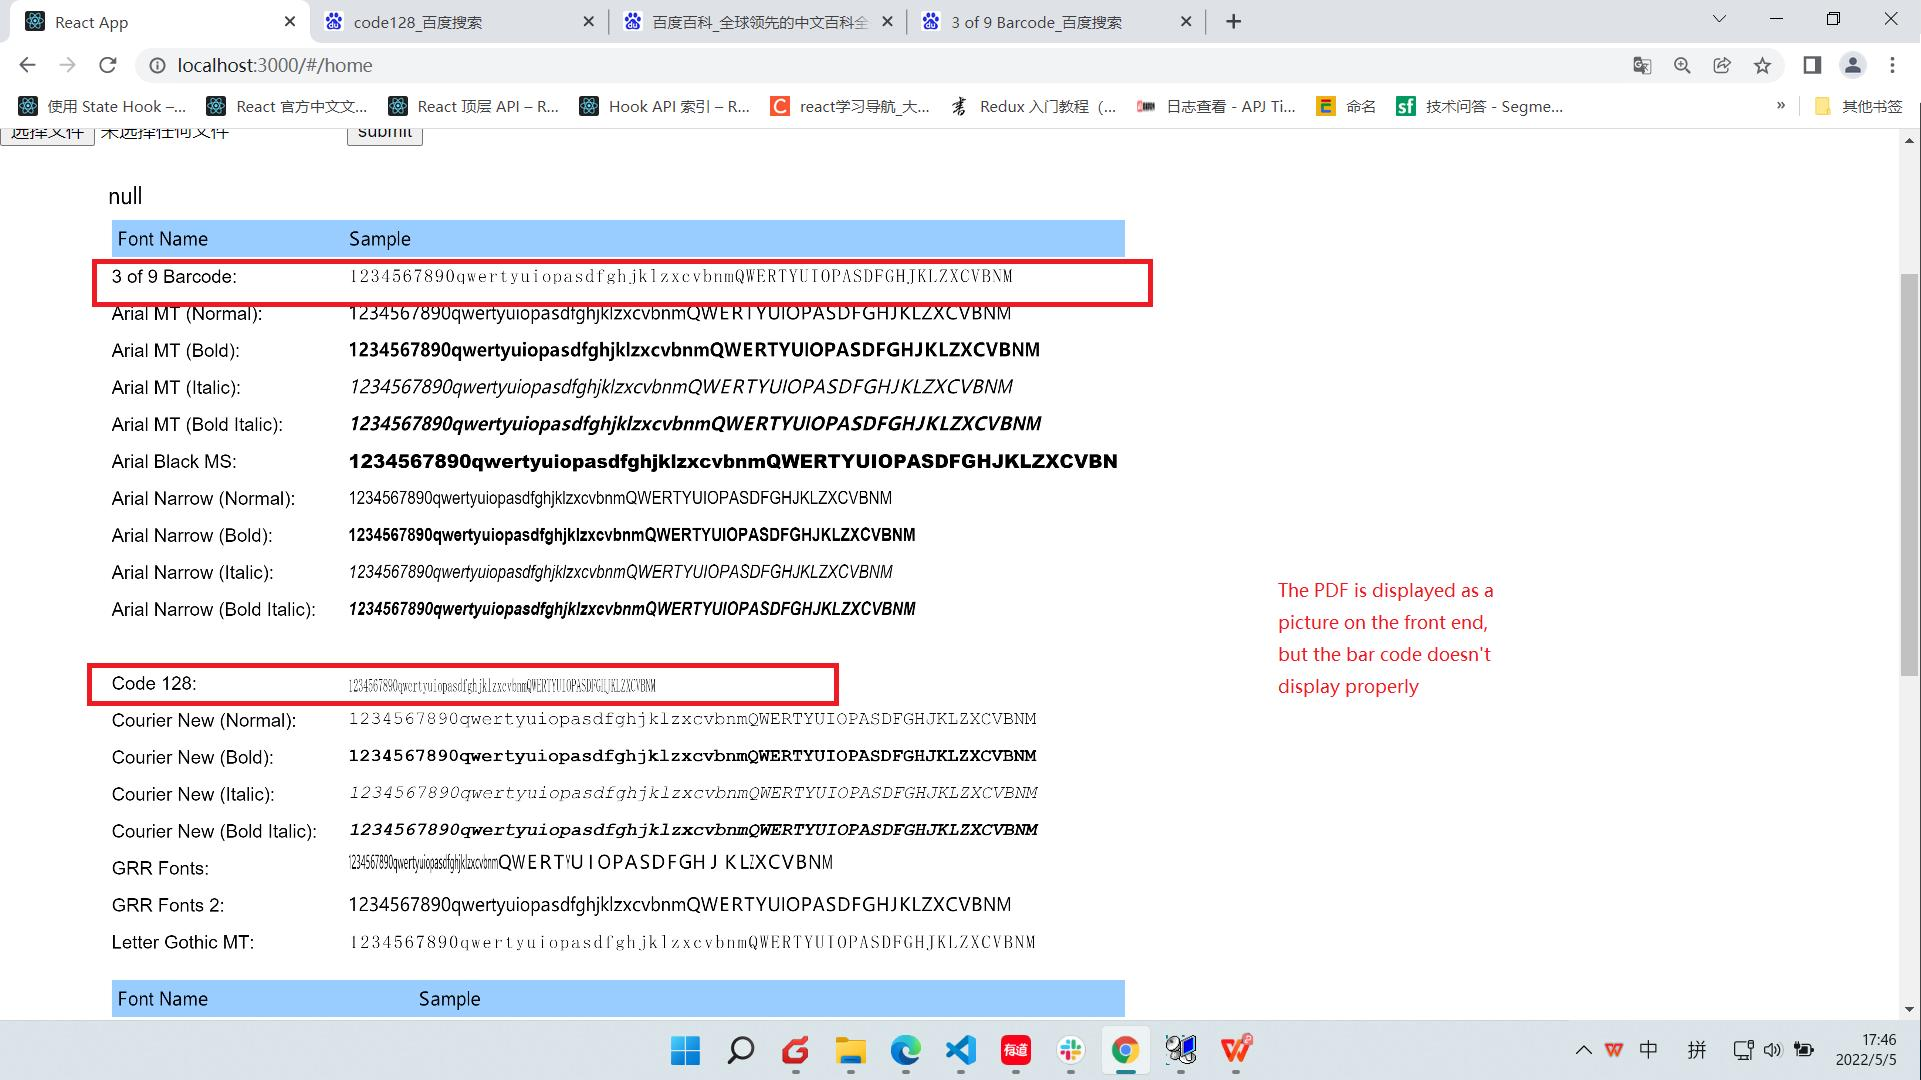 React App
code128_百度搜索
百度百科_全球领先的中文百科全
3 of 9 Barcode_百度搜索
localhost:3000/#/home
使用 State Hook –...
React 官方中文文...
React 顶层 API – R...
Hook API 索引 – R...
react学习导航_大...
Redux 入门教程（...
日志查看 - APJ Ti...
命名
技术问答 - Segme...
»
其他书签
选择文件 未选择任何文件
submit
null
Font Name Sample
3 of 9 Barcode: 1234567890qwertyuiopasdfghjklzxcvbnmQWERTYUIOPASDFGHJKLZXCVBNM
Arial MT (Normal): 1234567890qwertyuiopasdfghjklzxcvbnmQWERTYUIOPASDFGHJKLZXCVBNM
Arial MT (Bold): 1234567890qwertyuiopasdfghjklzxcvbnmQWERTYUIOPASDFGHJKLZXCVBNM
Arial MT (Italic): 1234567890qwertyuiopasdfghjklzxcvbnmQWERTYUIOPASDFGHJKLZXCVBNM
Arial MT (Bold Italic): 1234567890qwertyuiopasdfghjklzxcvbnmQWERTYUIOPASDFGHJKLZXCVBNM
Arial Black MS: 1234567890qwertyuiopasdfghjklzxcvbnmQWERTYUIOPASDFGHJKLZXCVBN
Arial Narrow (Normal): 1234567890qwertyuiopasdfghjklzxcvbnmQWERTYUIOPASDFGHJKLZXCVBNM
Arial Narrow (Bold): 1234567890qwertyuiopasdfghjklzxcvbnmQWERTYUIOPASDFGHJKLZXCVBNM
Arial Narrow (Italic): 1234567890qwertyuiopasdfghjklzxcvbnmQWERTYUIOPASDFGHJKLZXCVBNM
Arial Narrow (Bold Italic): 1234567890qwertyuiopasdfghjklzxcvbnmQWERTYUIOPASDFGHJKLZXCVBNM
The PDF is displayed as a
picture on the front end,
but the bar code doesn't
display properly
Code 128: 1234567890qwertyuiopasdfghjklzxcvbnmQWERTYUIOPASDFGHJKLZXCVBNM
Courier New (Normal): 1234567890qwertyuiopasdfghjklzxcvbnmQWERTYUIOPASDFGHJKLZXCVBNM
Courier New (Bold): 1234567890qwertyuiopasdfghjklzxcvbnmQWERTYUIOPASDFGHJKLZXCVBNM
Courier New (Italic): 1234567890qwertyuiopasdfghjklzxcvbnmQWERTYUIOPASDFGHJKLZXCVBNM
Courier New (Bold Italic): 1234567890qwertyuiopasdfghjklzxcvbnmQWERTYUIOPASDFGHJKLZXCVBNM
GRR Fonts: 1234567890qwertyuiopasdfghjklzxcvbnmQWERTYUIOPASDFGHJKLZXCVBNM
GRR Fonts 2: 1234567890qwertyuiopasdfghjklzxcvbnmQWERTYUIOPASDFGHJKLZXCVBNM
Letter Gothic MT: 1234567890qwertyuiopasdfghjklzxcvbnmQWERTYUIOPASDFGHJKLZXCVBNM
Font Name Sample
有道
中
拼
17:46
2022/5/5